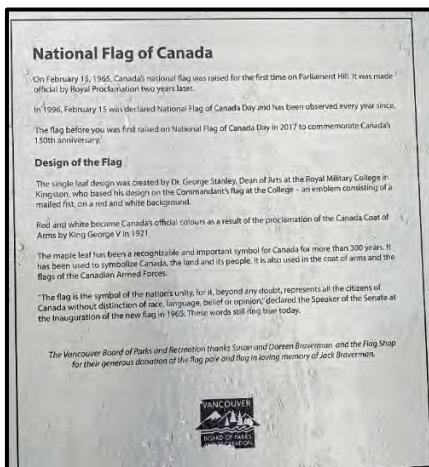 National Flag of Canada
On February 15, 1965, Canada's national flag was raised for the first time on Parliament Hill. It was made
official by Royal Proclamation two years later.
In 1996, February 15 was declared National Flag of Canada Day and has been observed every year since.
The flag before you was first raised on National Flag of Canada Day in 2017 to commemorate Canada's
150th anniversary.
Design of the Flag
The single leaf design was created by Dr. George Stanley, Dean of Arts at the Royal Military College in
Kingston, who based his design on the Commandant's flag at the College – an emblem consisting of a
mailed fist, on a red and white background.
Red and white became Canada's official colours as a result of the proclamation of the Canada Coat of
Arms by King George V in 1921.
The maple leaf has been a recognizable and important symbol for Canada for more than 300 years. It
has been used to symbolize Canada, the land and its people. It is also used in the coat of arms and the
flags of the Canadian Armed Forces.
"The flag is the symbol of the nation's unity, for it, beyond any doubt, represents all the citizens of
Canada without distinction of race, language, belief or opinion," declared the Speaker of the Senate at
the Inauguration of the new flag in 1965. These words still ring true today.
The Vancouver Board of Parks and Recreation thanks Susan and Doreen Braverman and the Flag Shop
for their generous donation of the flag pole and flag in loving memory of Jack Braverman.
VANCOUVER
BOARD OF PARKS
AND RECREATION